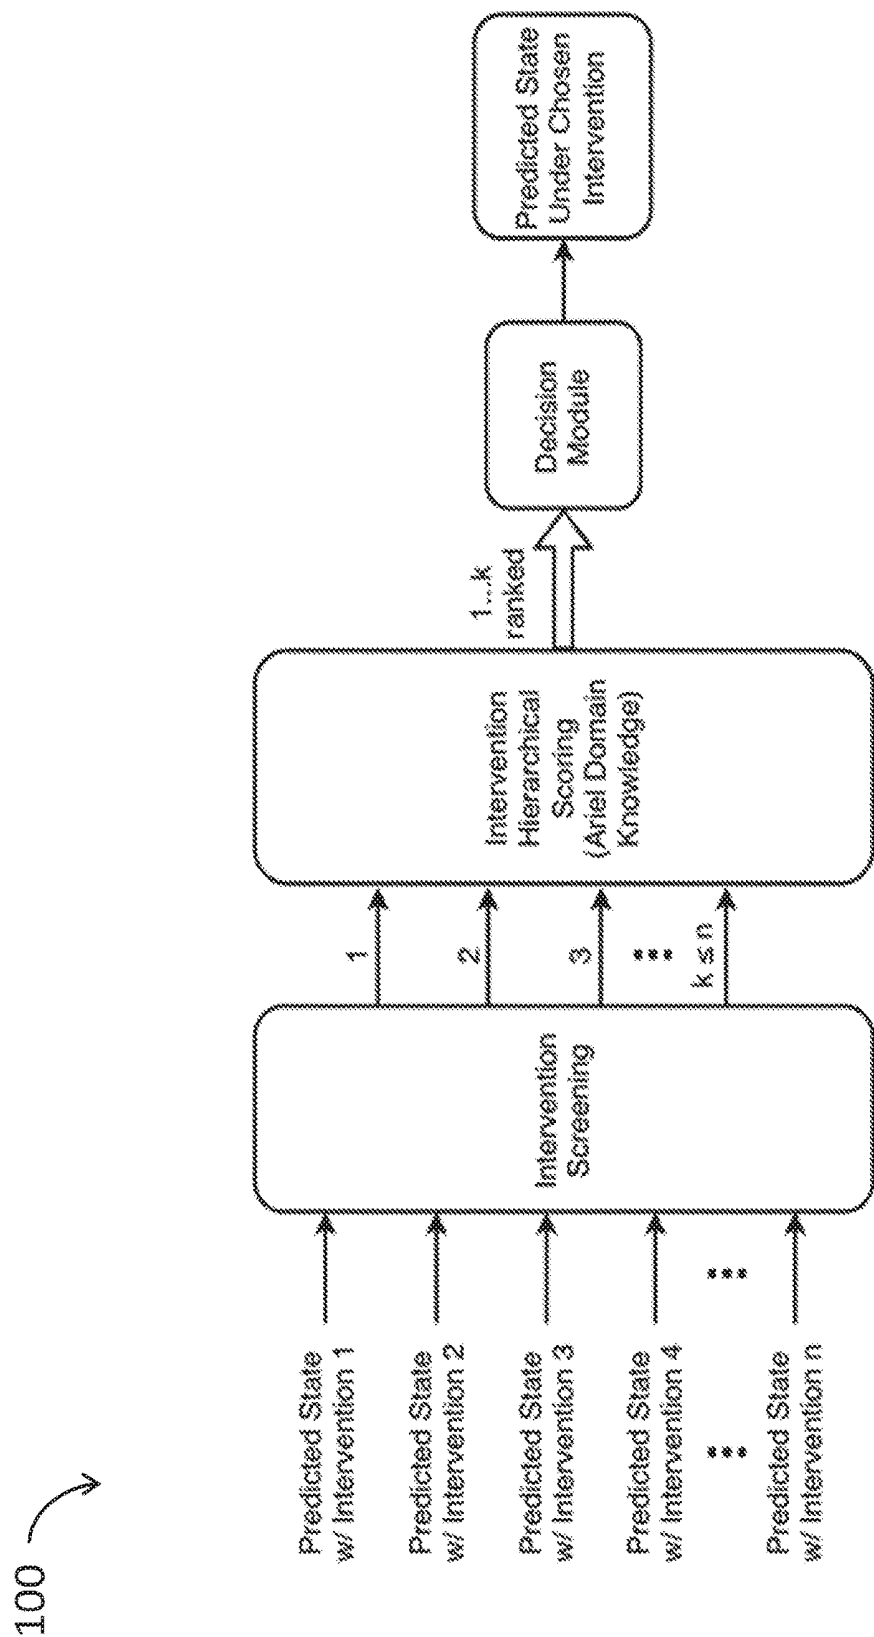 100
Predicted State
w/ Intervention 1
Predicted State
w/ Intervention 2
Predicted State
w/ Intervention 3
Predicted State
w/ Intervention 4
Predicted State
w/ Intervention n
Intervention
Screening
1
2
3
k ≤ n
Intervention
Hierarchical
Scoring
(Ariel Domain
Knowledge)
1...k
ranked
Decision
Module
Predicted State
Under Chosen
Intervention